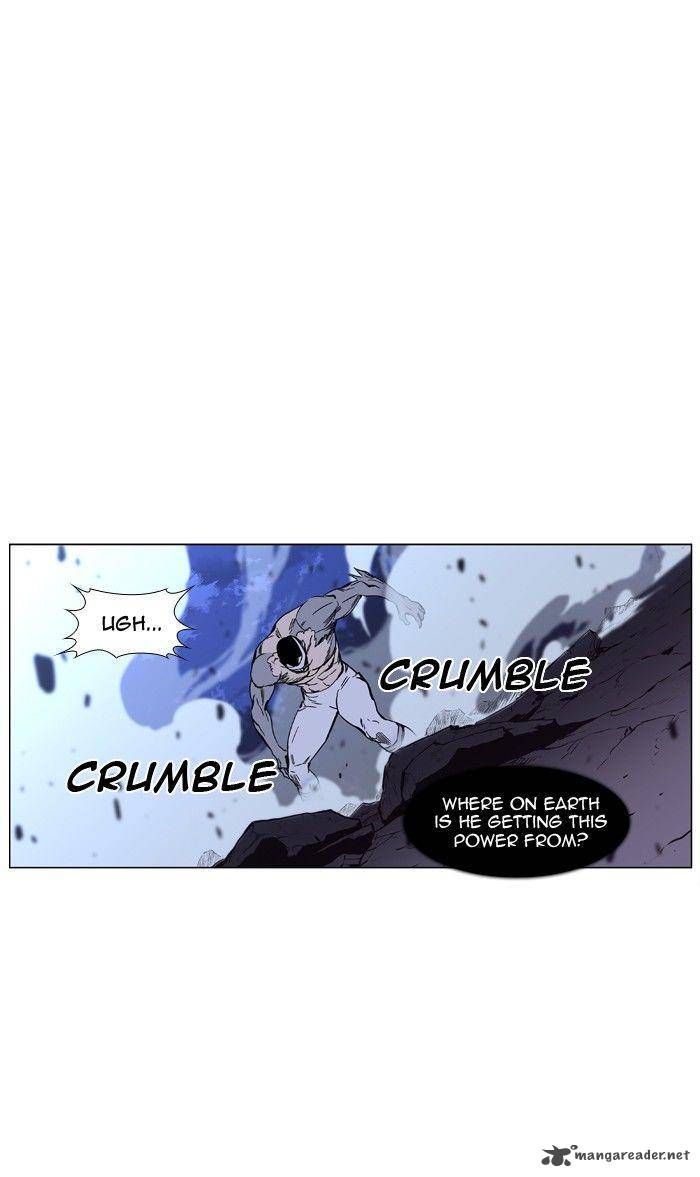 UGH...
CRUMBLE
CRUMBLE
WHERE ON EARTH
IS HE GETTING THIS
POWER FROM?
mangareader.net